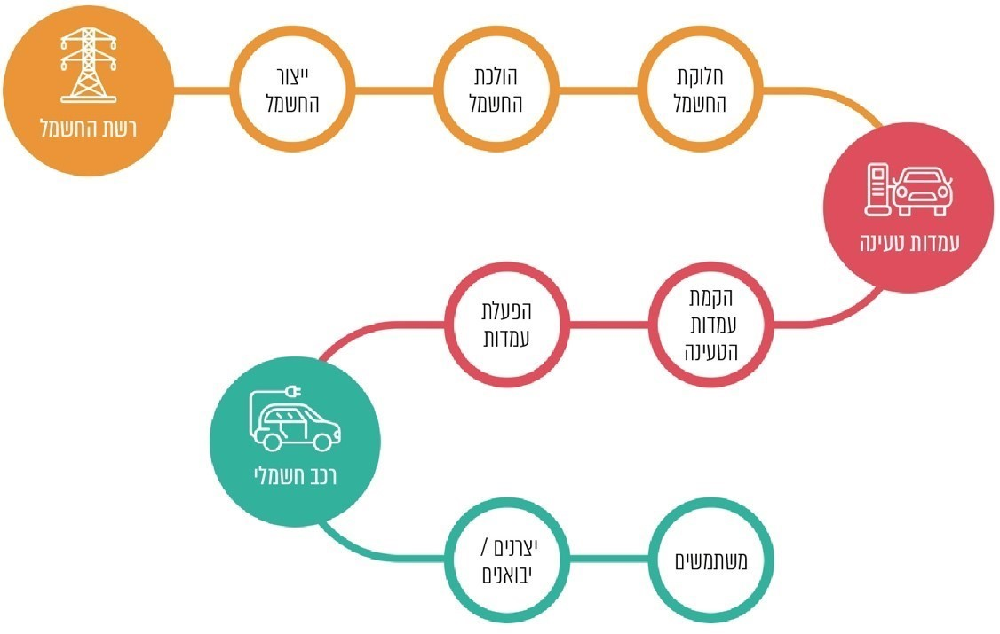 רשת החשמל
ייצור
החשמל
הולכת
החשמל
חלוקת
החשמל
עמדות טעינה
הקמת
עמדות
הטעינה
הפעלת
עמדות
רכב חשמלי
יצרנים /
יבואנים
משתמשים